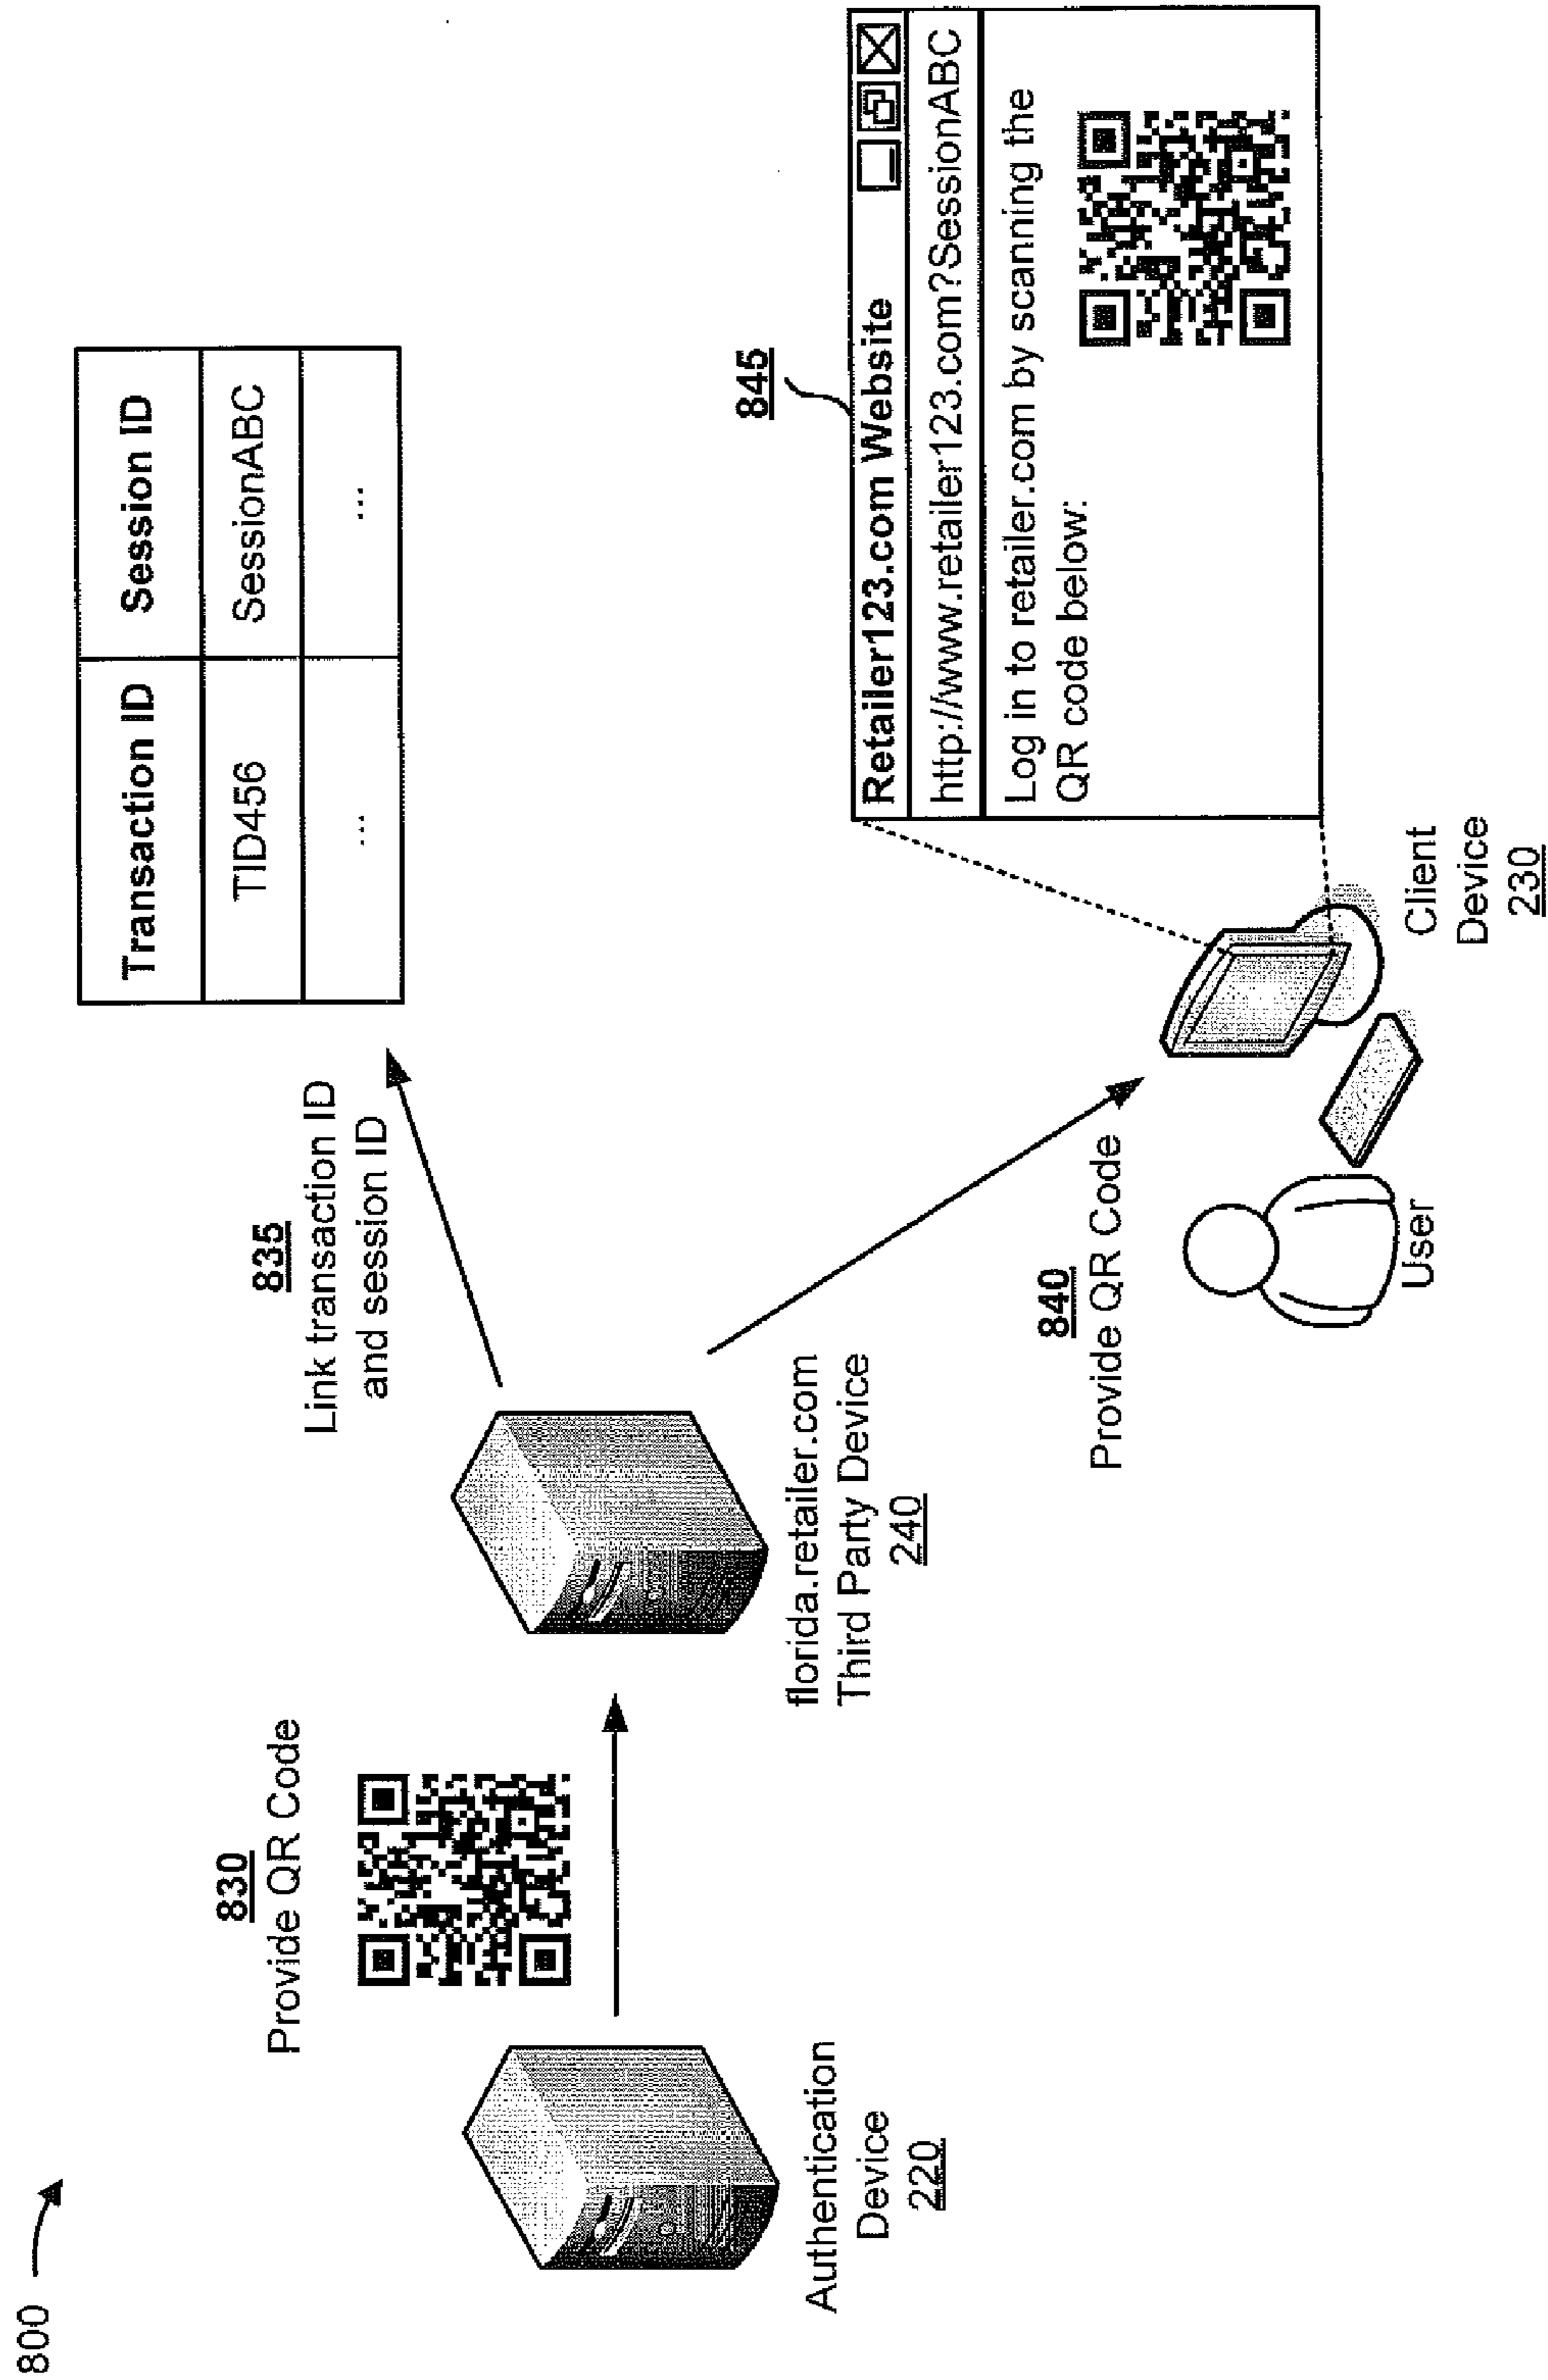 800
830
Provide QR Code
Authentication
Device
220
835
Link transaction ID
and session ID
florida.retailer.com
Third Party Device
240
Transaction ID Session ID
TID456 SessionABC
... ...
840
Provide QR Code
User
Client
Device
230
845
Retailer123.com Website
http://www.retailer123.com?SessionABC
Log in to retailer.com by scanning the
QR code below: